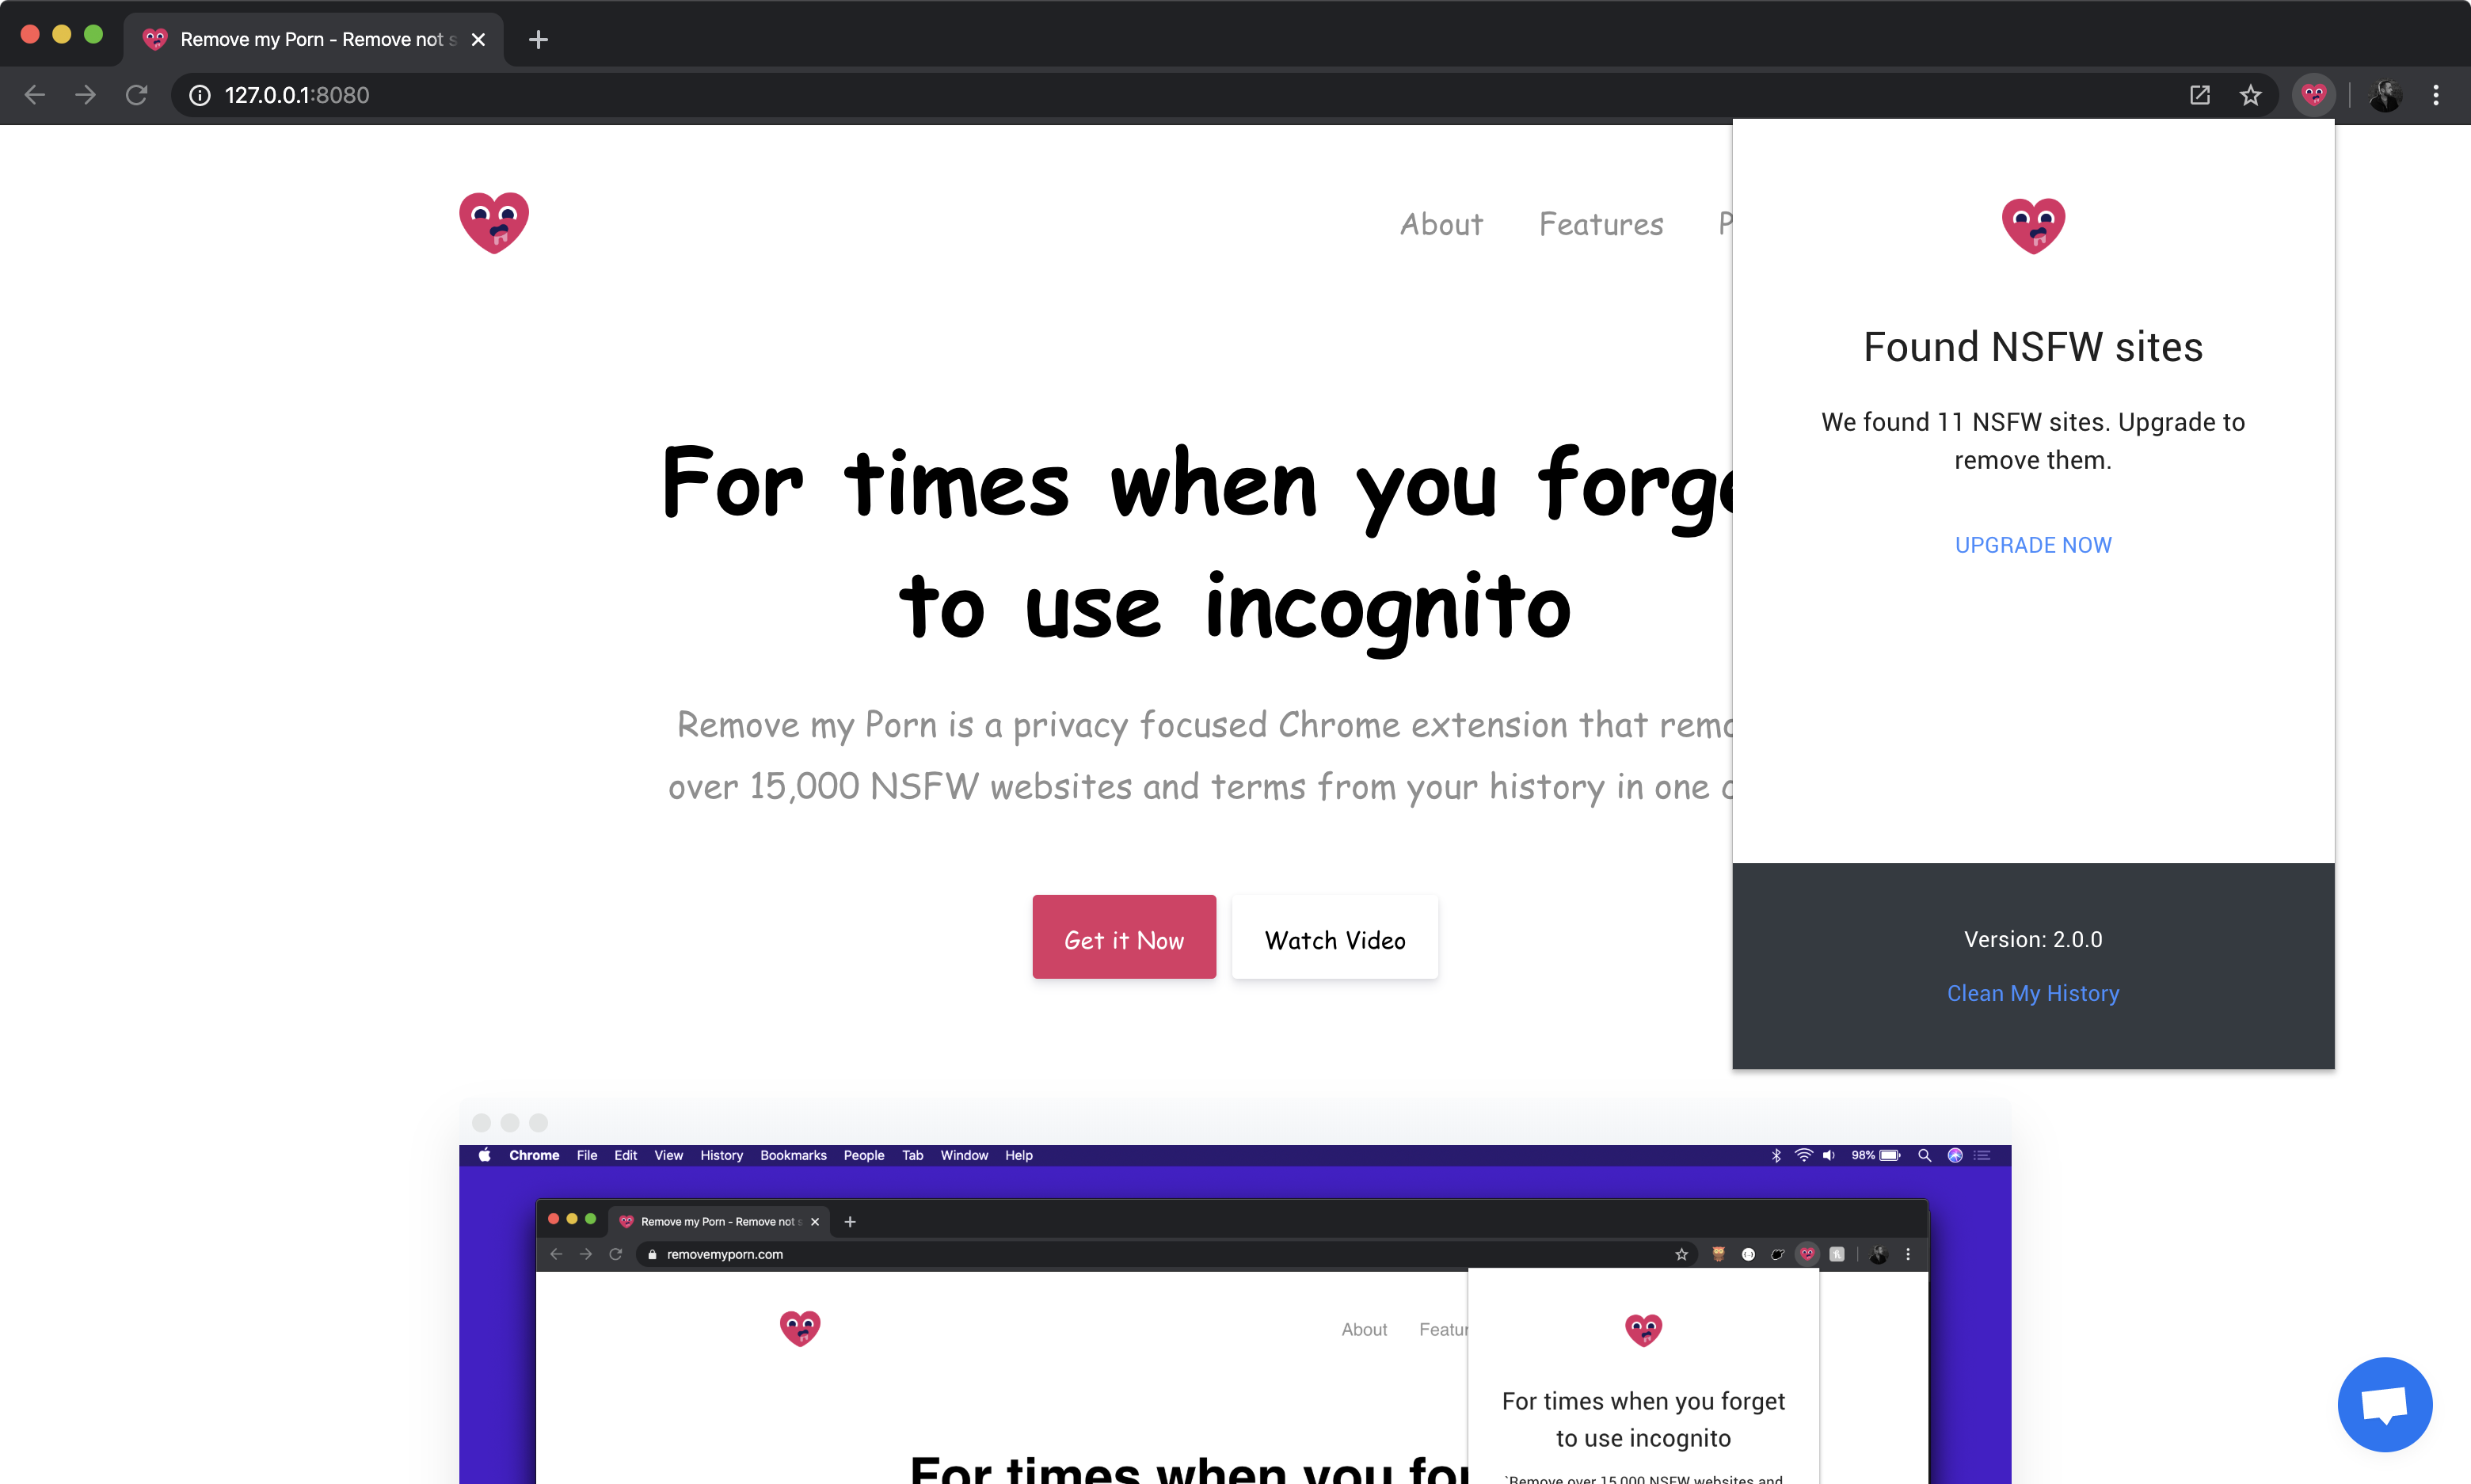 Remove my Porn - Remove not s
127.0.0.1:8080
About Features P
For times when you forge
to use incognito
Remove my Porn is a privacy focused Chrome extension that remo
over 15,000 NSFW websites and terms from your history in one c
Get it Now Watch Video
Found NSFW sites
We found 11 NSFW sites. Upgrade to
remove them.
UPGRADE NOW
Version: 2.0.0
Clean My History
Chrome File Edit View History Bookmarks People Tab Window Help 98%
Remove my Porn - Remove not s
removemyporn.com
About Featur
For times when you for
For times when you forget
to use incognito
`Remove over 15,000 NSFW websites and